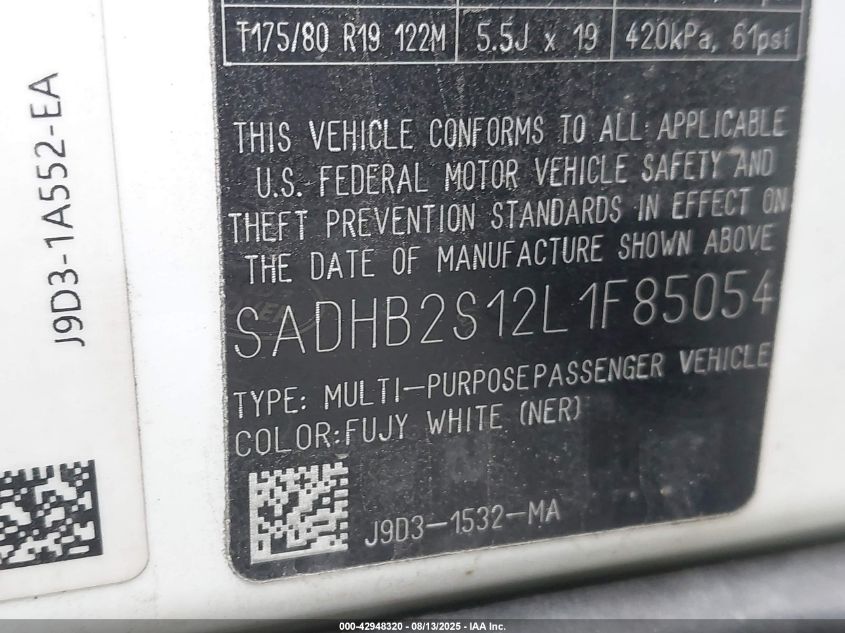 T175/80 R19 122M 5.5J x 19 420kPa, 61psi
THIS VEHICLE CONFORMS TO ALL APPLICABLE
U.S. FEDERAL MOTOR VEHICLE SAFETY AND
THEFT PREVENTION STANDARDS IN EFFECT ON
THE DATE OF MANUFACTURE SHOWN ABOVE
SADHB2S12L1F85054
TYPE: MULTI-PURPOSE PASSENGER VEHICLE
COLOR:FUJY WHITE (NER)
J9D3-1532-MA
J9D3-1A552-EA
000-42948320 - 08/13/2025 - IAA Inc.